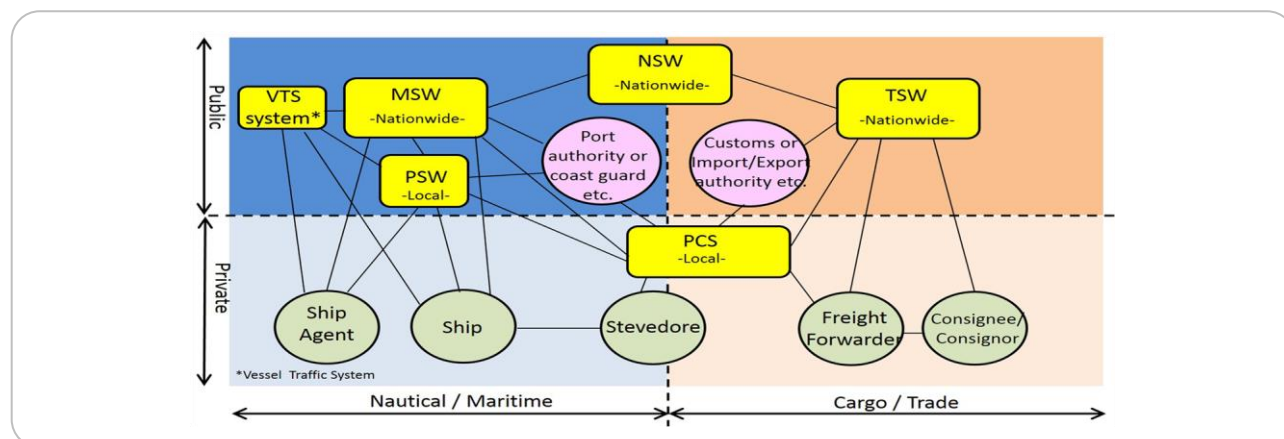 Public
Private
NSW
-Nationwide-
VTS
system*
MSW
-Nationwide-
TSW
-Nationwide-
Port
authority or
coast guard
etc.
Customs or
Import/Export
authority etc.
PSW
-Local-
PCS
-Local-
Ship
Agent
Ship
Stevedore
Freight
Forwarder
Consignee/
Consignor
*Vessel Traffic System
Nautical / Maritime
Cargo / Trade